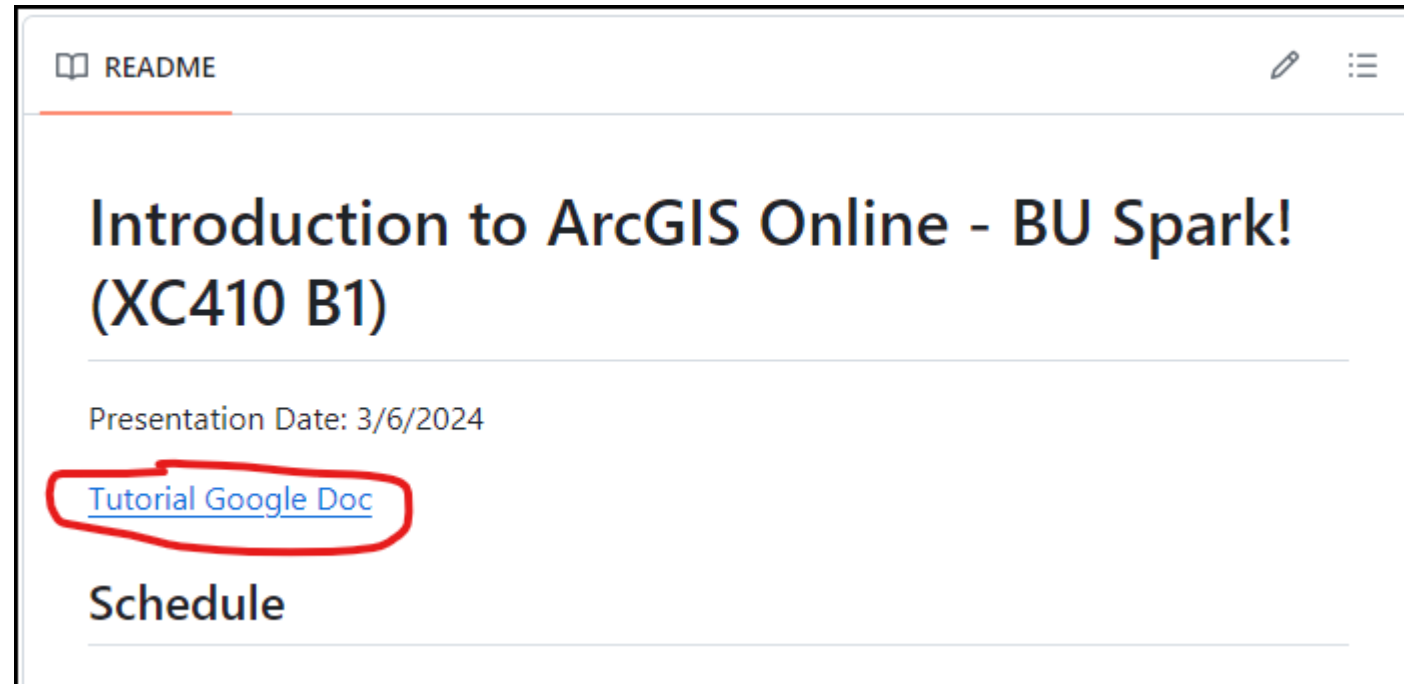 README
Introduction to ArcGIS Online - BU Spark!
(XC410 B1)
Presentation Date: 3/6/2024
Tutorial Google Doc
Schedule